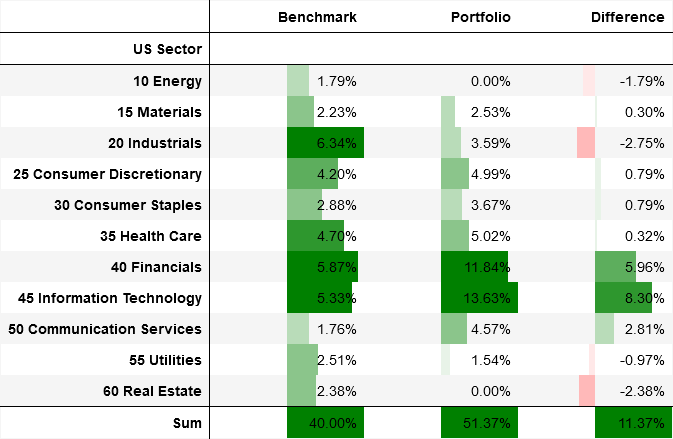 Benchmark Portfolio Difference
US Sector
10 Energy 1.79% 0.00% -1.79%
15 Materials 2.23% 2.53% 0.30%
20 Industrials 6.34% 3.59% -2.75%
25 Consumer Discretionary 4.20% 4.99% 0.79%
30 Consumer Staples 2.88% 3.67% 0.79%
35 Health Care 4.70% 5.02% 0.32%
40 Financials 5.87% 11.84% 5.96%
45 Information Technology 5.33% 13.63% 8.30%
50 Communication Services 1.76% 4.57% 2.81%
55 Utilities 2.51% 1.54% -0.97%
60 Real Estate 2.38% 0.00% -2.38%
Sum 40.00% 51.37% 11.37%